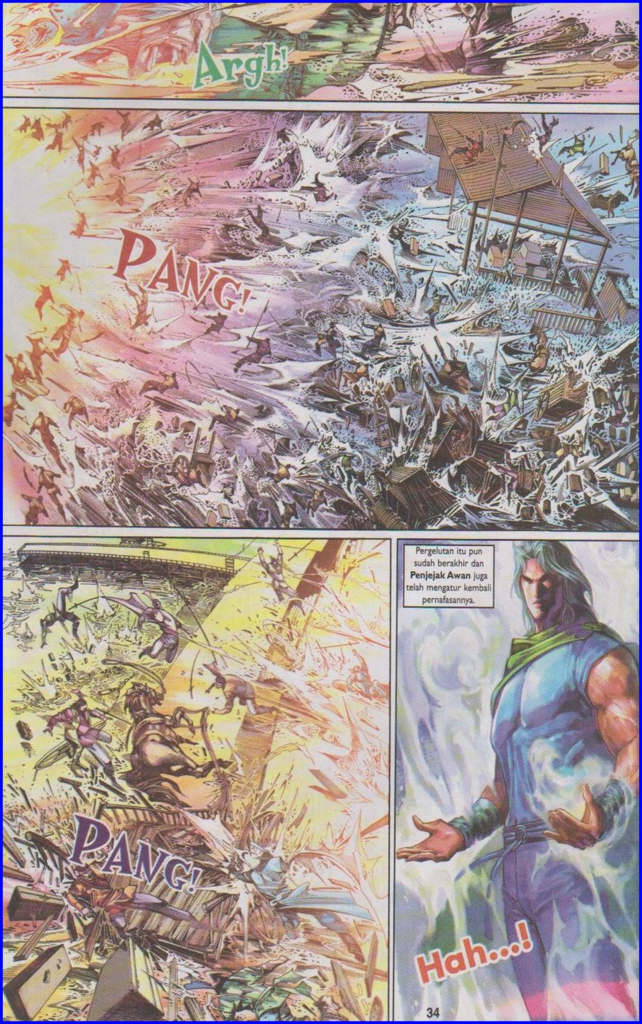 Argh!
PANG!
PANG!
Pergelutan itu pun
sudah berakhir dan
Penjejak Awan juga
telah mengatur kembali
pernafasannya.
Hah...!
34